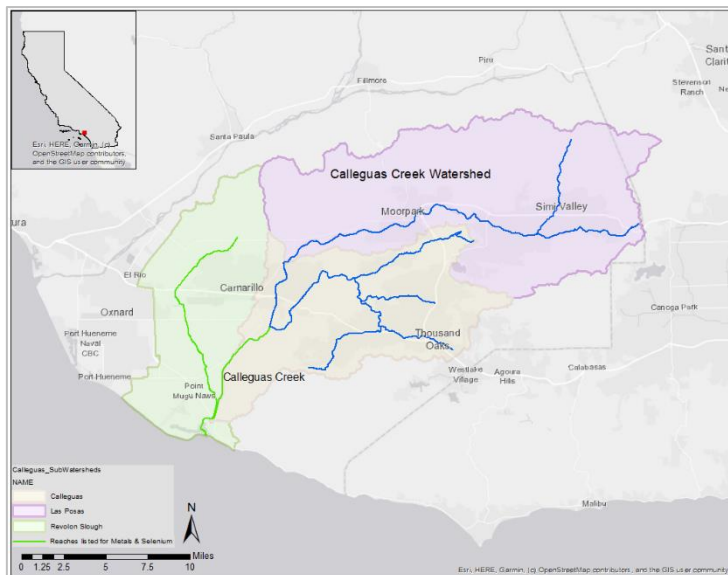 Esri, HERE, Garmin, (c)
OpenStreetMap contributors,
and the GIS user community
Santa Paula
Fillmore
Piru
Stevenson
Ranch
Calleguas Creek Watershed
Moorpark
Simi Valley
El Rio
Camarillo
Oxnard
Port Hueneme
Naval
CBC
Port Hueneme
Point
Mugu Naws
Calleguas Creek
Thousand
Oaks
Westlake
Village
Agoura
Hills
Calabasas
Canoga Park
Malibu
Calleguas_SubWatersheds
NAME
Calleguas
Las Posas
Revolon Slough
Reaches listed for Metals & Selenium
N
Miles
0 1.25 2.5 5 7.5 10
Esri, HERE, Garmin, (c) OpenStreetMap contributors, and the GIS user community